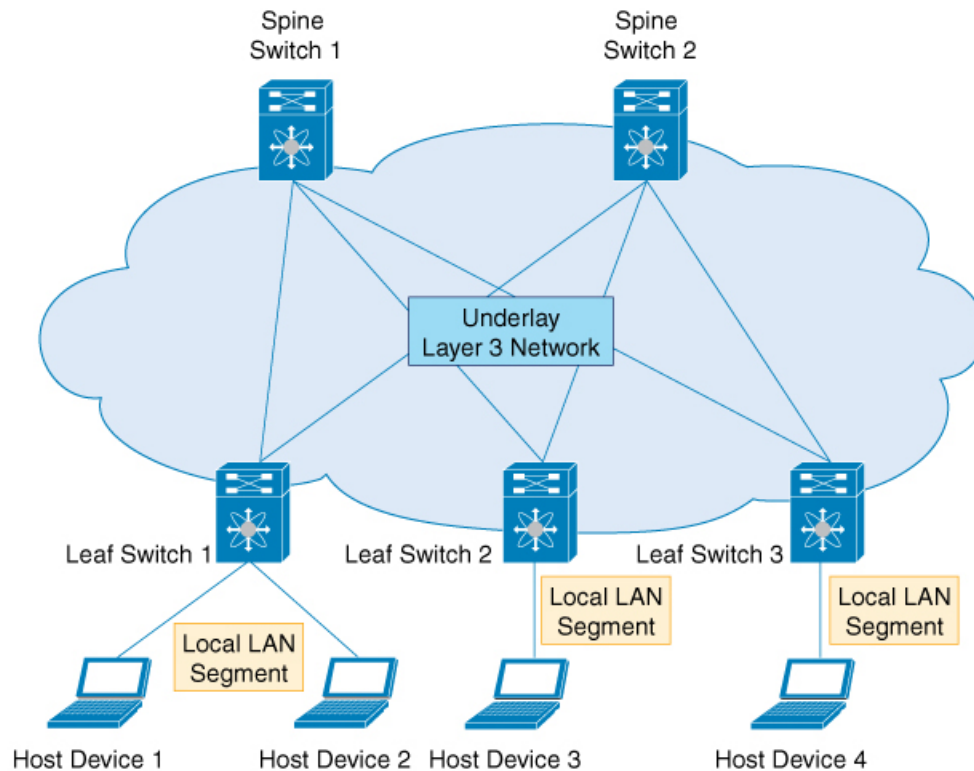 Spine
Switch 1
Spine
Switch 2
Underlay
Layer 3 Network
Leaf Switch 1
Leaf Switch 2
Leaf Switch 3
Local LAN
Segment
Local LAN
Segment
Local LAN
Segment
Host Device 1
Host Device 2
Host Device 3
Host Device 4